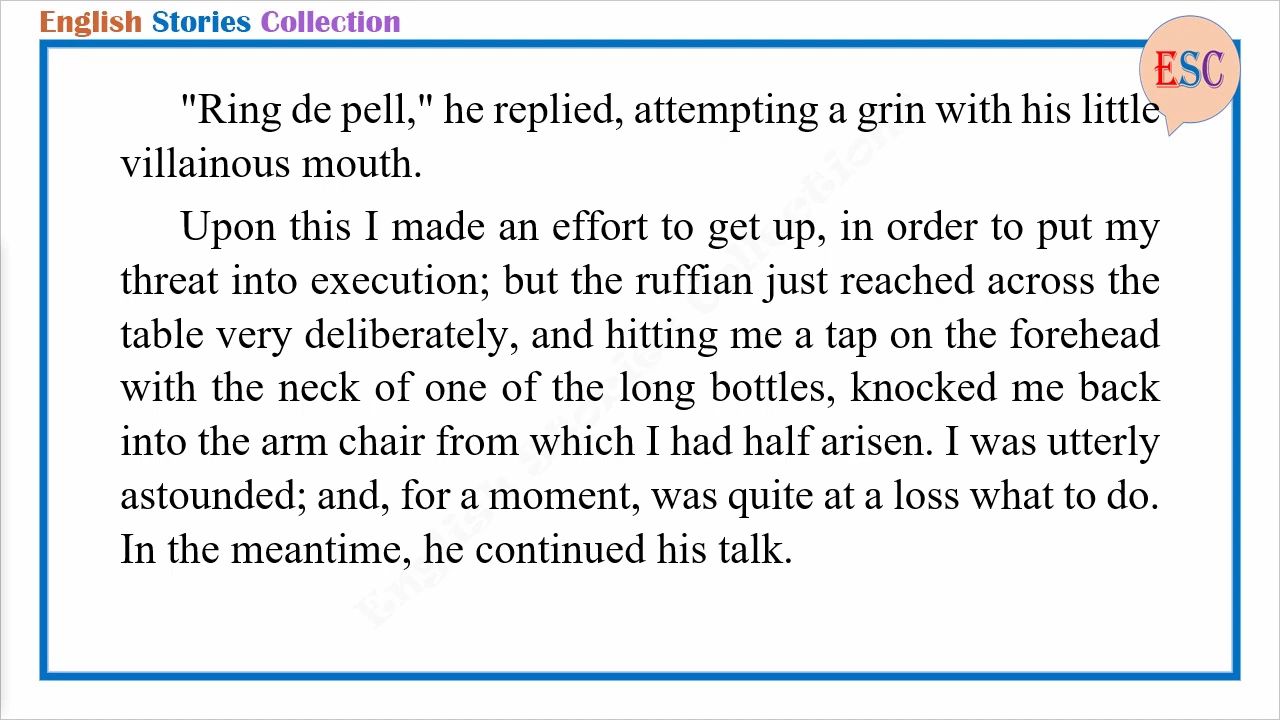 English Stories Collection
ESC
"Ring de pell," he replied, attempting a grin with his little
villainous mouth.
Upon this I made an effort to get up, in order to put my
threat into execution; but the ruffian just reached across the
table very deliberately, and hitting me a tap on the forehead
with the neck of one of the long bottles, knocked me back
into the arm chair from which I had half arisen. I was utterly
astounded; and, for a moment, was quite at a loss what to do.
In the meantime, he continued his talk.
English Stories Collection